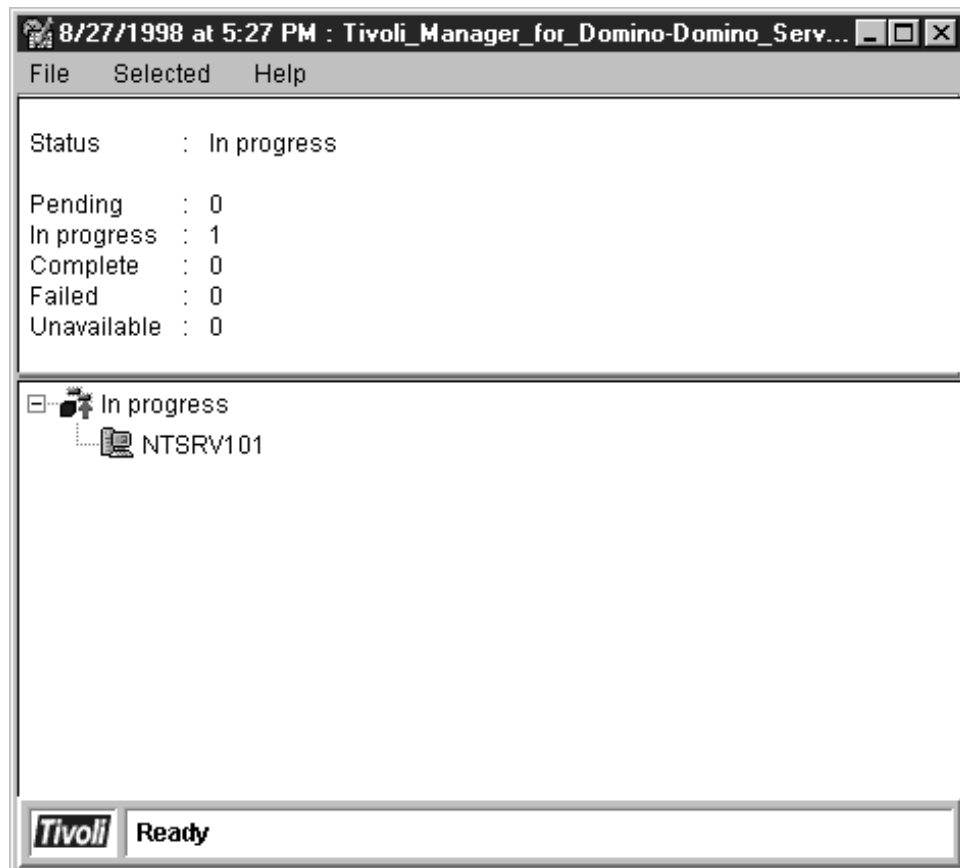 8/27/1998 at 5:27 PM : Tivoli_Manager_for_Domino-Domino_Serv...
File Selected Help
Status : In progress
Pending : 0
In progress : 1
Complete : 0
Failed : 0
Unavailable : 0
In progress
NTSRV101
Tivoli Ready